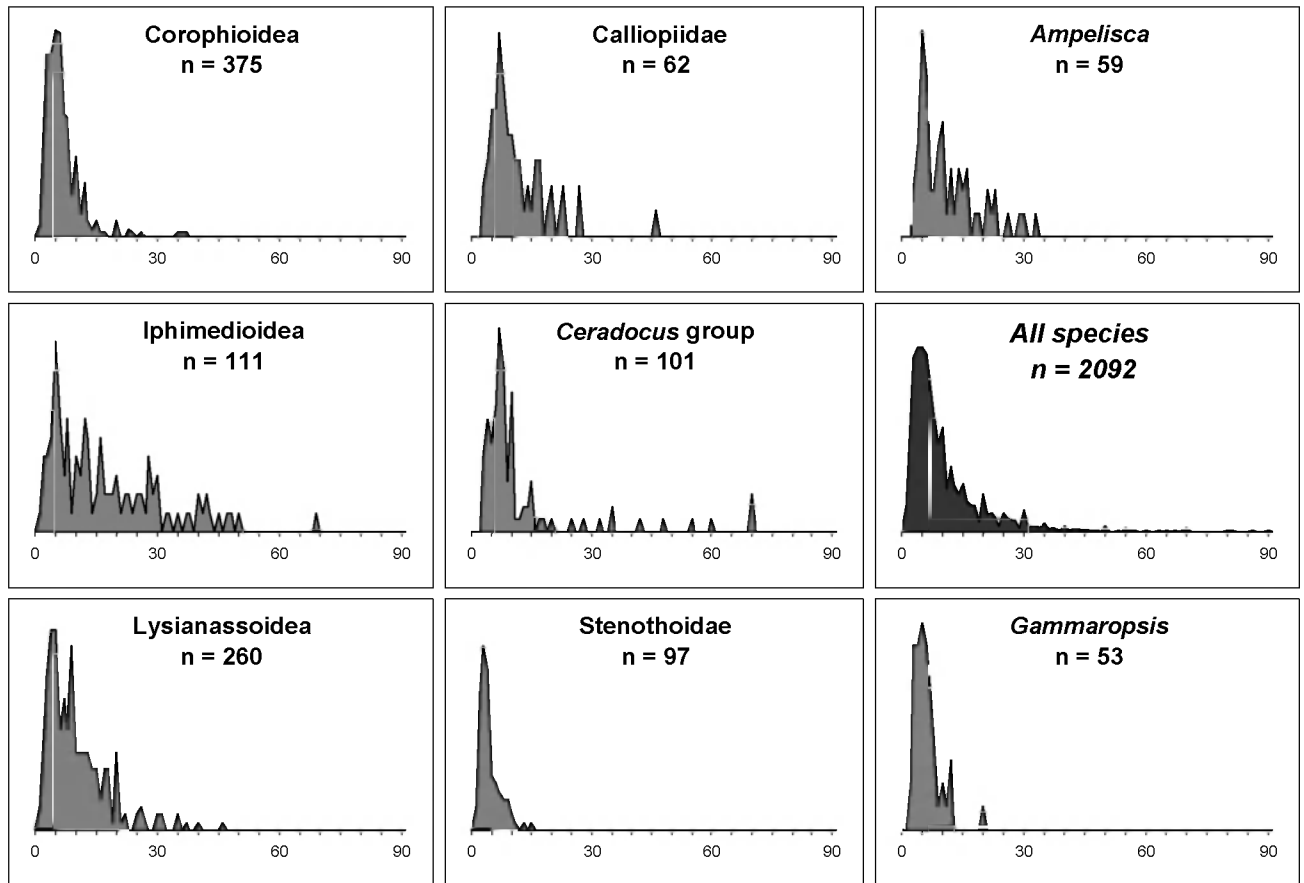 Corophioidea
n = 375
0 30 60 90
Calliopiidae
n = 62
0 30 60 90
Ampelisca
n = 59
0 30 60 90
Iphimedioidea
n = 111
0 30 60 90
Ceradocus group
n = 101
0 30 60 90
All species
n = 2092
0 30 60 90
Lysianassoidea
n = 260
0 30 60 90
Stenothoidae
n = 97
0 30 60 90
Gammaropsis
n = 53
0 30 60 90